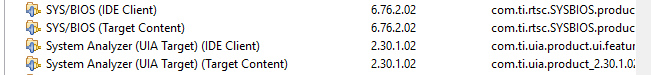 SYS/BIOS (IDE Client) 6.76.2.02 com.ti.rtsc.SYSBIOS.produc
SYS/BIOS (Target Content) 6.76.2.02 com.ti.rtsc.SYSBIOS.produc
System Analyzer (UIA Target) (IDE Client) 2.30.1.02 com.ti.uia.product.ui.featur
System Analyzer (UIA Target) (Target Content) 2.30.1.02 com.ti.uia.product_2.30.1.02